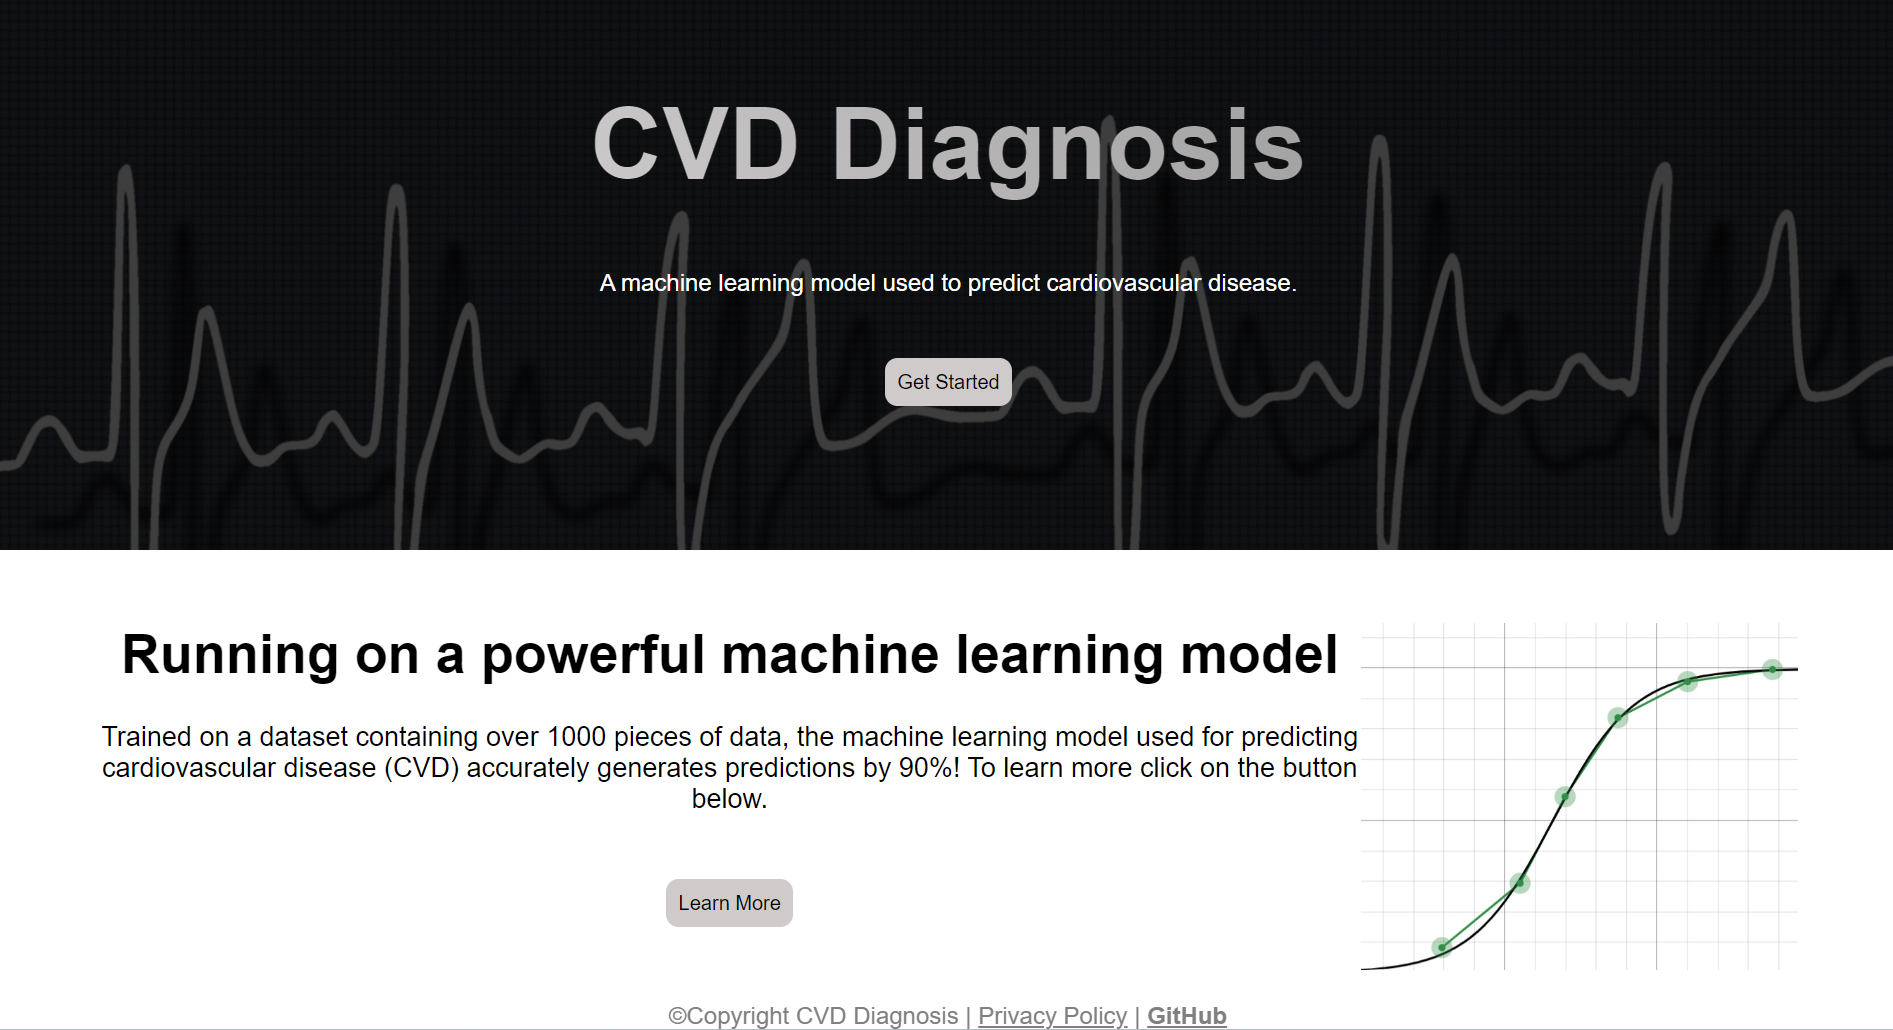 CVD Diagnosis
A machine learning model used to predict cardiovascular disease.
Get Started
Running on a powerful machine learning model
Trained on a dataset containing over 1000 pieces of data, the machine learning model used for predicting
cardiovascular disease (CVD) accurately generates predictions by 90%! To learn more click on the button
below.
Learn More
©Copyright CVD Diagnosis | Privacy Policy | GitHub